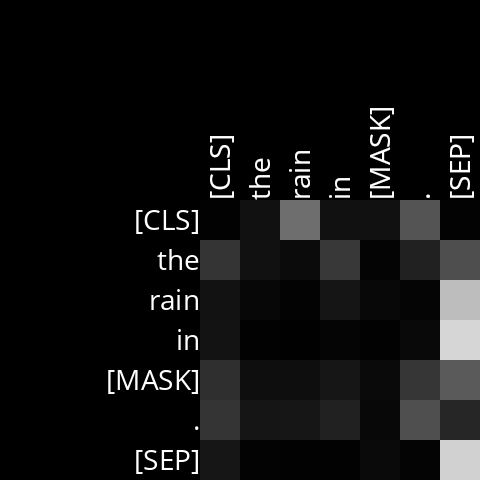 [CLS] the rain in [MASK] . [SEP]
[CLS]
the
rain
in
[MASK]
.
[SEP]